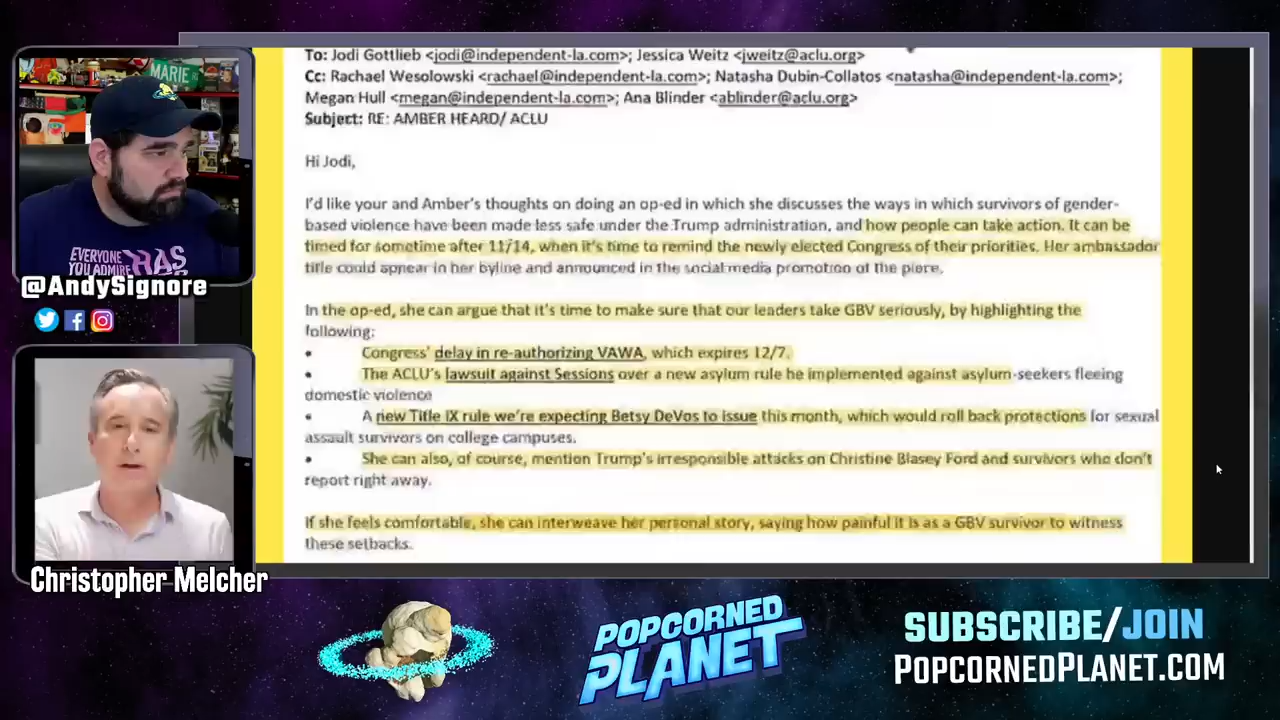 To: Jodi Gottlieb <jodi@independent-la.com>; Jessica Weitz <jweitz@aclu.org>
Cc: Rachael Wesolowski <rachael@independent-la.com>; Natasha Dubin-Collatos <natasha@independent-la.com>;
Megan Hull <megan@independent-la.com>; Ana Blinder <ablinder@aclu.org>
Subject: RE: AMBER HEARD/ ACLU
Hi Jodi,
I'd like your and Amber's thoughts on doing an op-ed in which she discusses the ways in which survivors of gender-
based violence have been made less safe under the Trump administration, and how people can take action. It can be
timed for sometime after 11/14, when it's time to remind the newly elected Congress of their priorities. Her ambassador
title could appear in her byline and announced in the social media promotion of the piece.
In the op-ed, she can argue that it's time to make sure that our leaders take GBV seriously, by highlighting the
following:
• Congress' delay in re-authorizing VAWA, which expires 12/7.
• The ACLU's lawsuit against Sessions over a new asylum rule he implemented against asylum-seekers fleeing
domestic violence
• A new Title IX rule we're expecting Betsy DeVos to issue this month, which would roll back protections for sexual
assault survivors on college campuses.
• She can also, of course, mention Trump's irresponsible attacks on Christine Blasey Ford and survivors who don't
report right away.
If she feels comfortable, she can interweave her personal story, saying how painful it is as a GBV survivor to witness
these setbacks.
MARIE
EVERYONE
YOU ADMIRE
HAS
@AndySignore
Christopher Melcher
POPCORNED
PLANET
SUBSCRIBE/JOIN
POPCORNEDPLANET.COM